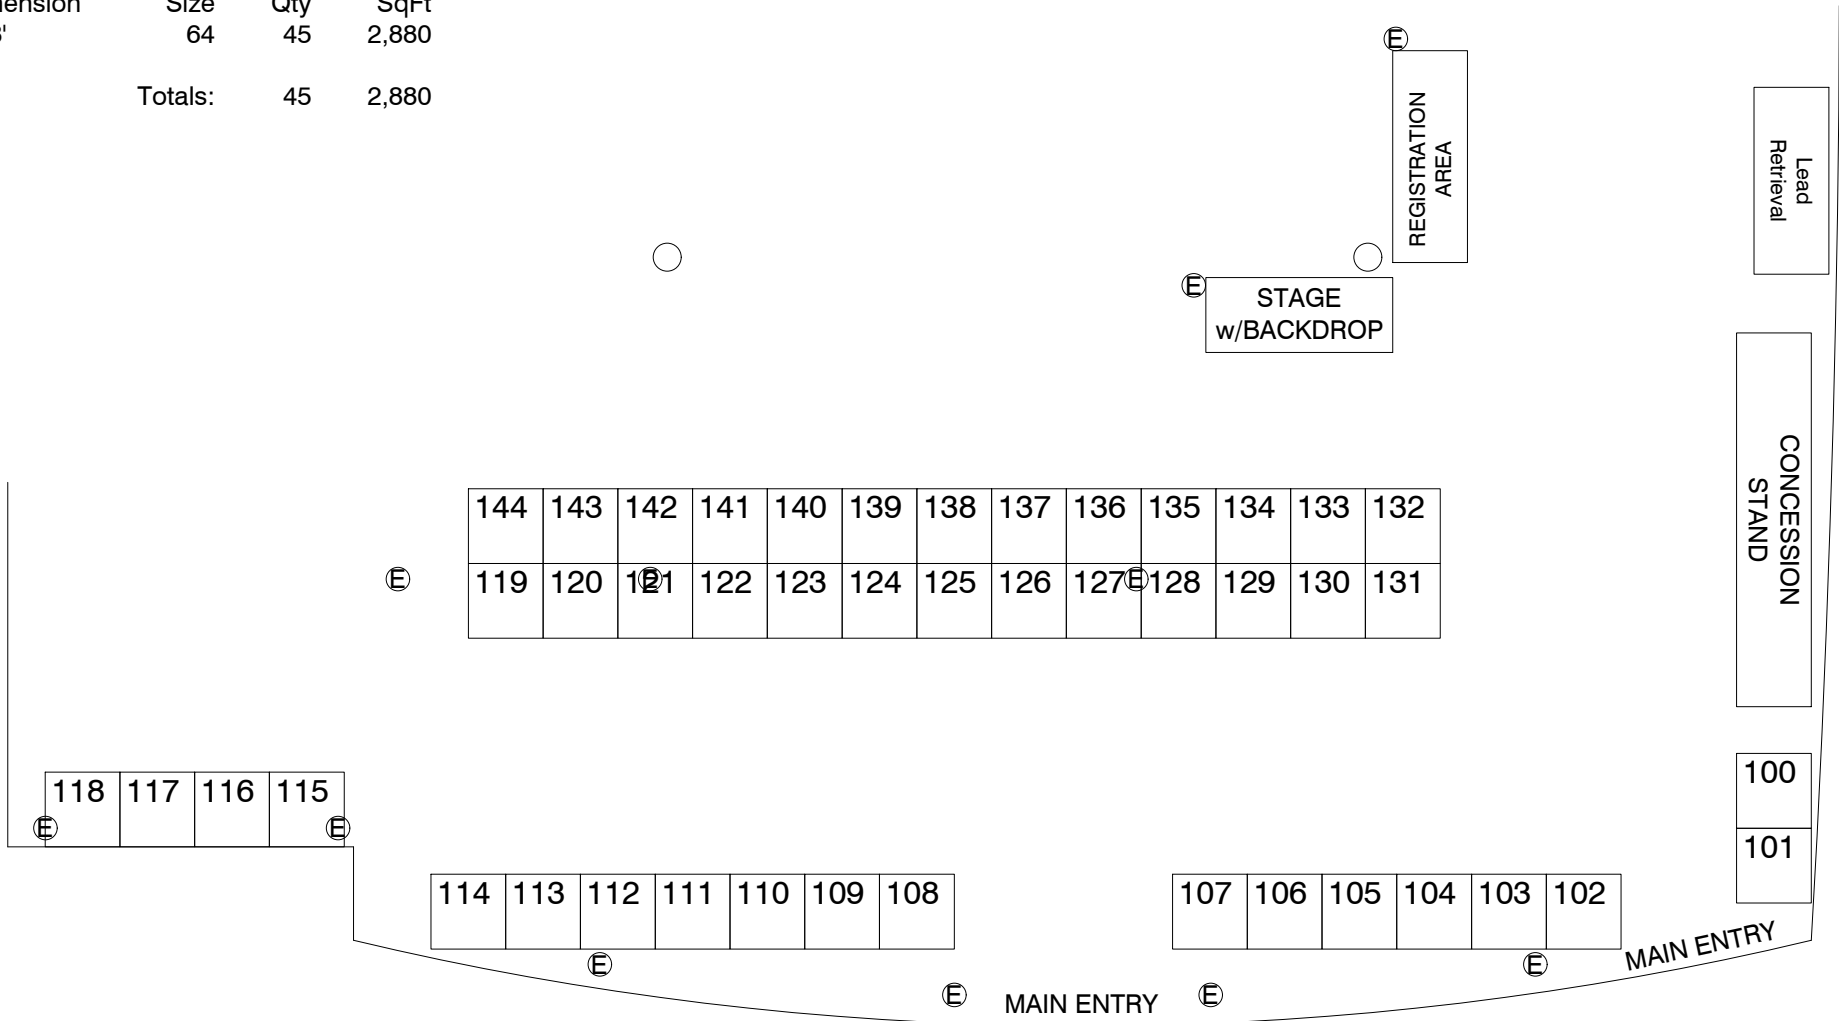 Size Qty SqFt
64 45 2,880
Totals: 45 2,880
E
REGISTRATION
AREA
Lead
Retrieval
E
STAGE
w/BACKDROP
CONCESSION
STAND
144 143 142 141 140 139 138 137 136 135 134 133 132
E
119 120 121 122 123 124 125 126 127 128 129 130 131
E
E
100
118 117 116 115
E
E
101
114 113 112 111 110 109 108
107 106 105 104 103 102
MAIN ENTRY
E
E
E
MAIN ENTRY
E